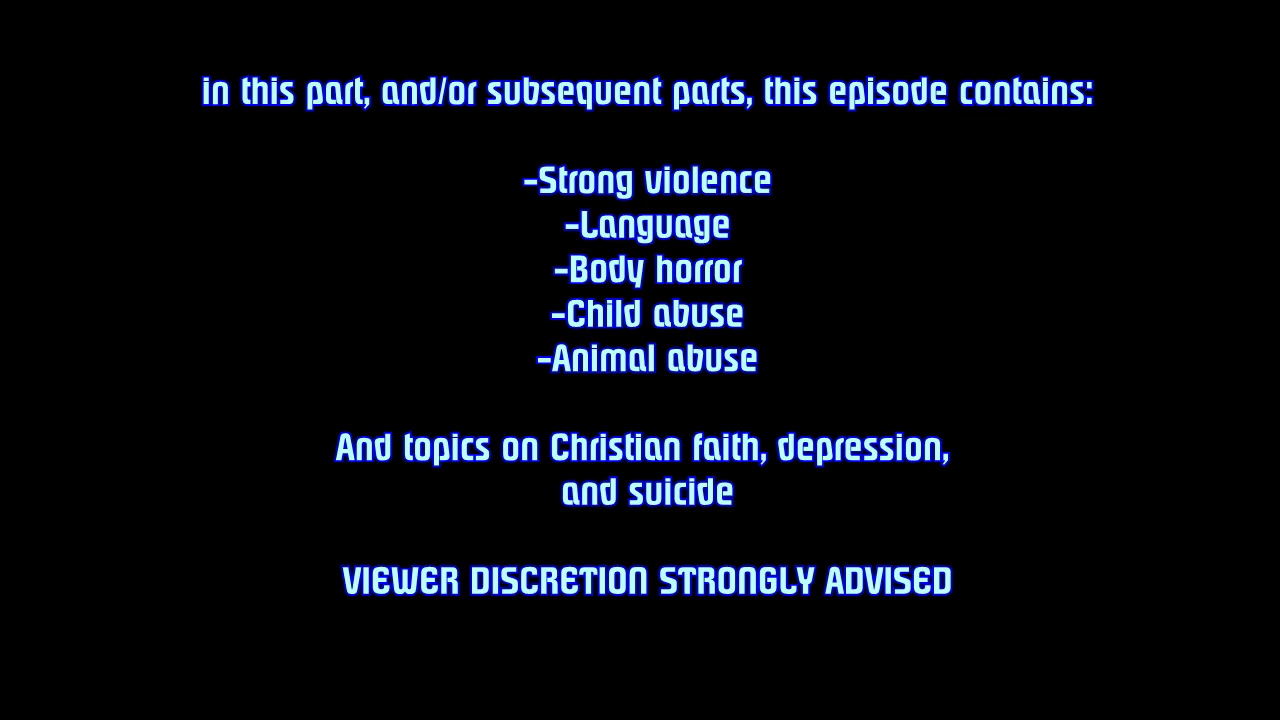 in this part, and/or subsequent parts, this episode contains:
-Strong violence
-Language
-Body horror
-Child abuse
-Animal abuse
And topics on Christian faith, depression,
and suicide
VIEWER DISCRETION STRONGLY ADVISED